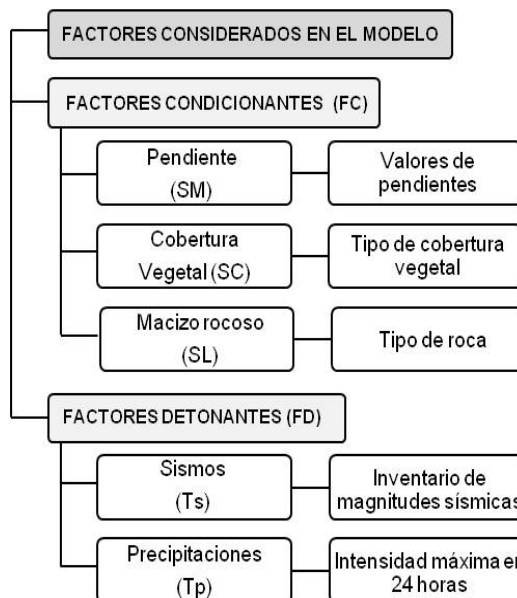 FACTORES CONSIDERADOS EN EL MODELO
FACTORES CONDICIONANTES (FC)
Pendiente
(SM)
Valores de
pendientes
Cobertura
Vegetal (SC)
Tipo de cobertura
vegetal
Macizo rocoso
(SL)
Tipo de roca
FACTORES DETONANTES (FD)
Sismos
(Ts)
Inventario de
magnitudes sísmicas
Precipitaciones
(Tp)
Intensidad máxima en
24 horas